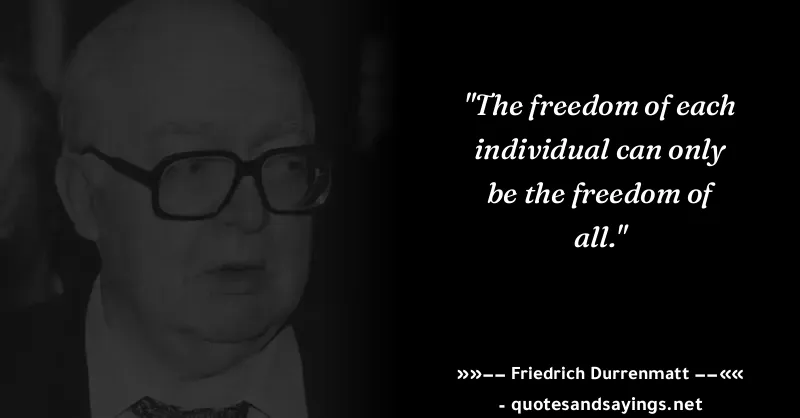 "The freedom of each
individual can only
be the freedom of
all."
»»−− Friedrich Durrenmatt −−««
- quotesandsayings.net